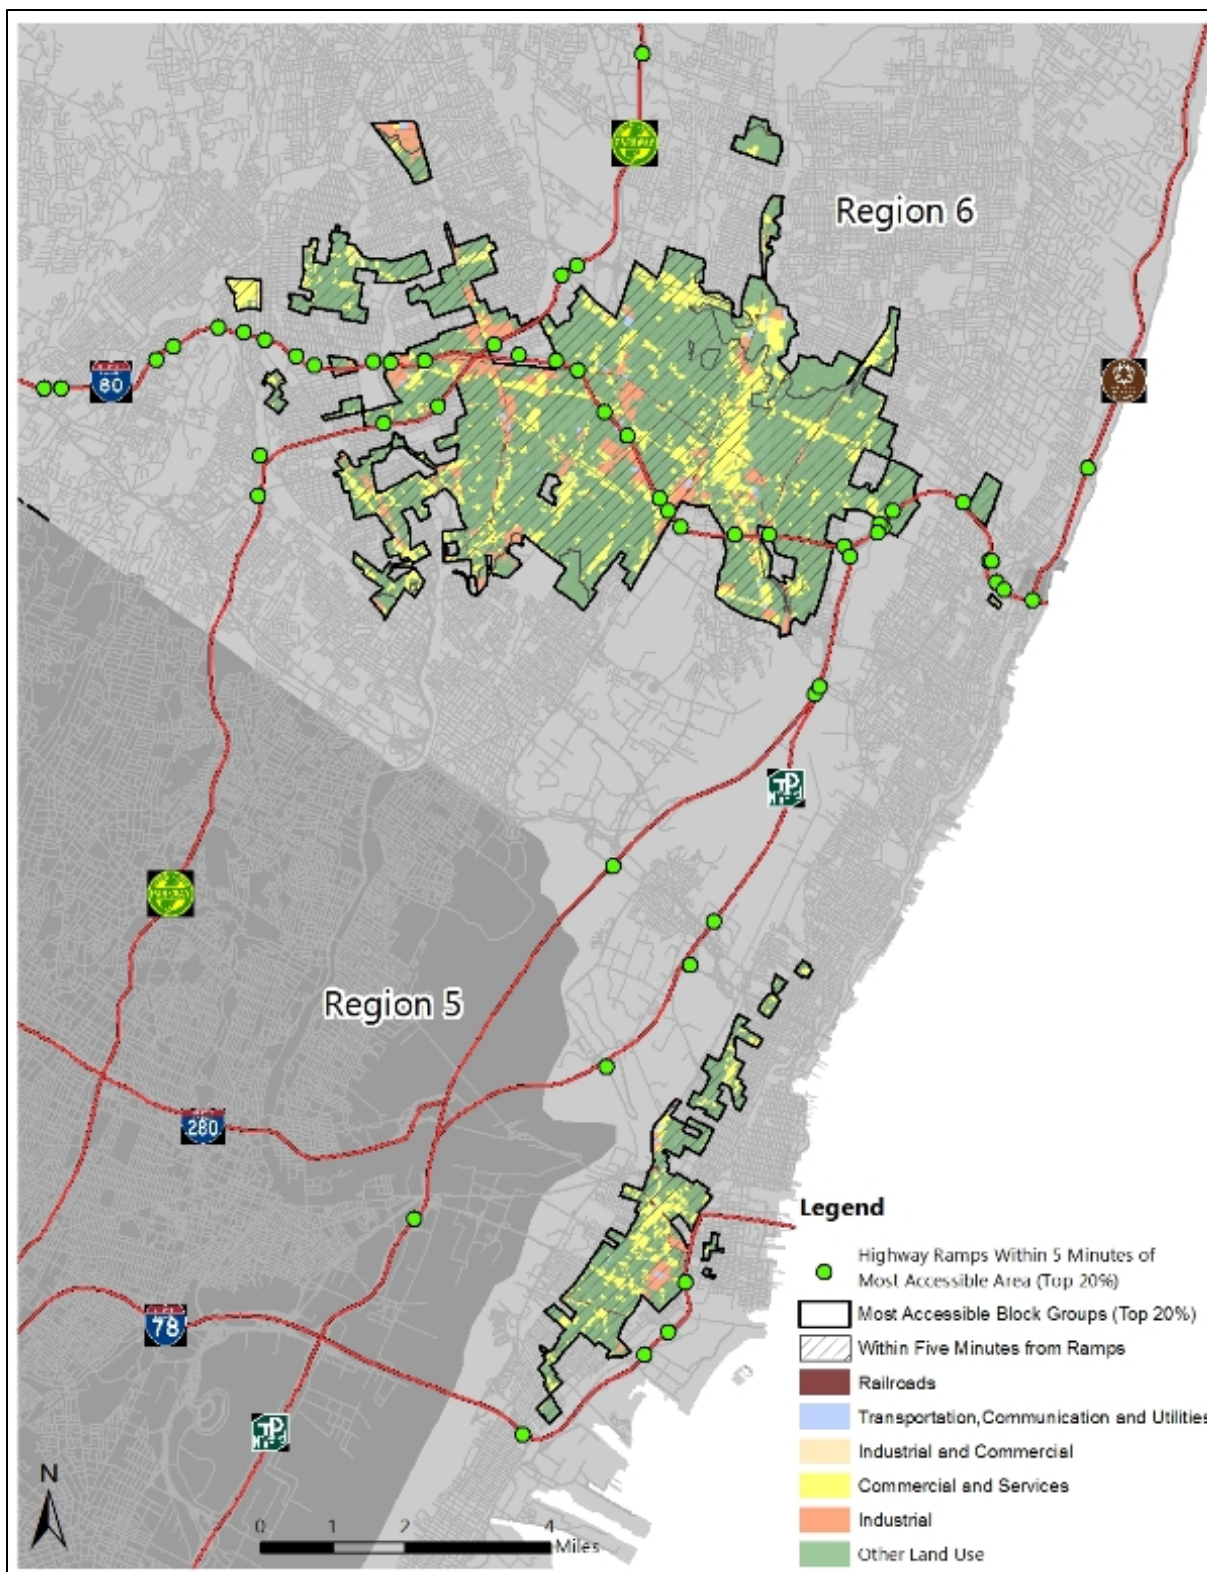 Region 6
80
Region 5
280
78
N
0 1 2 4
Miles
Legend
Highway Ramps Within 5 Minutes of
Most Accessible Area (Top 20%)
Most Accessible Block Groups (Top 20%)
Within Five Minutes from Ramps
Railroads
Transportation,Communication and Utilities
Industrial and Commercial
Commercial and Services
Industrial
Other Land Use